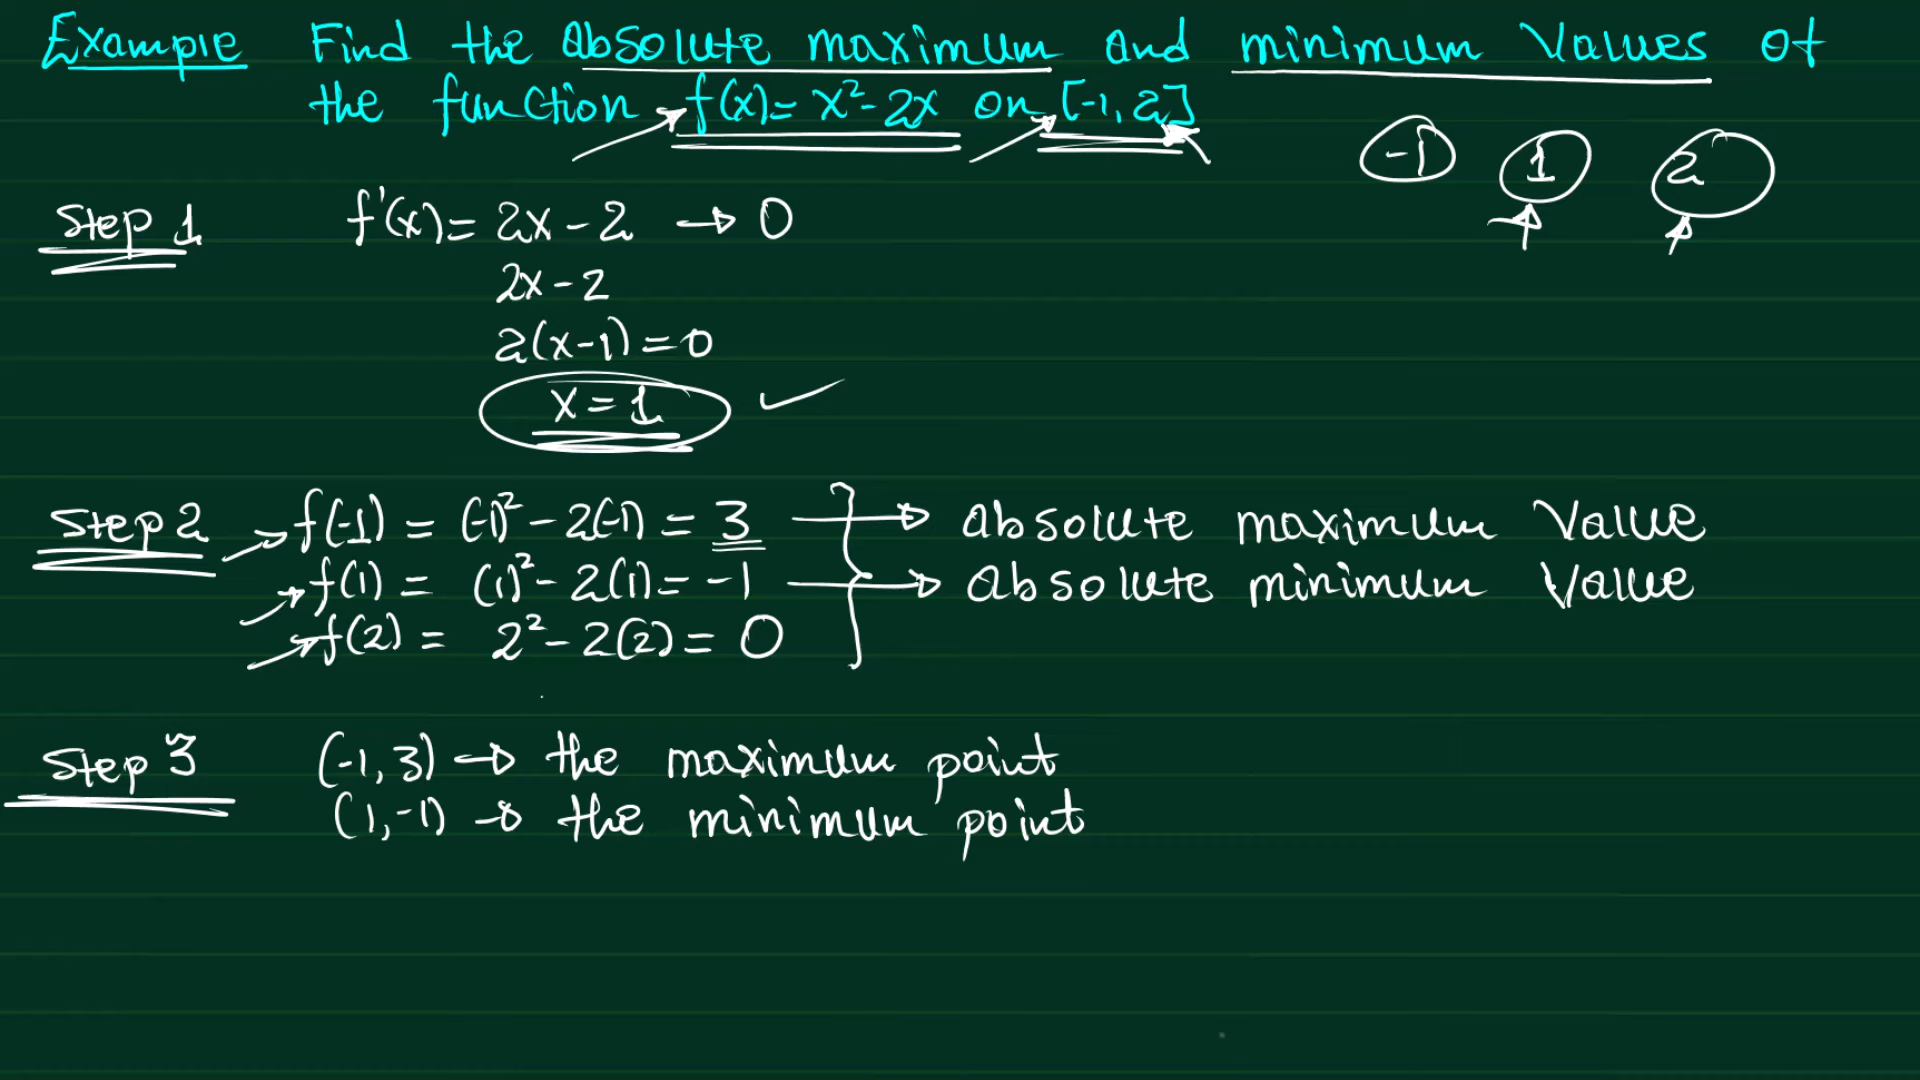 Example Find the absolute maximum and minimum values of
the function f(x)= x²-2x on [-1, 2]
-1 1 2
Step 1 f'(x)= 2x-2 → 0
2x-2
2(x-1)=0
x=1 ✓
Step 2 → f(-1) = (-1)²-2(-1) = 3 → absolute maximum value
→ f(1) = (1)²-2(1)= -1 → absolute minimum value
→ f(2) = 2²-2(2)= 0
Step 3 (-1,3) → the maximum point
(1,-1) → the minimum point